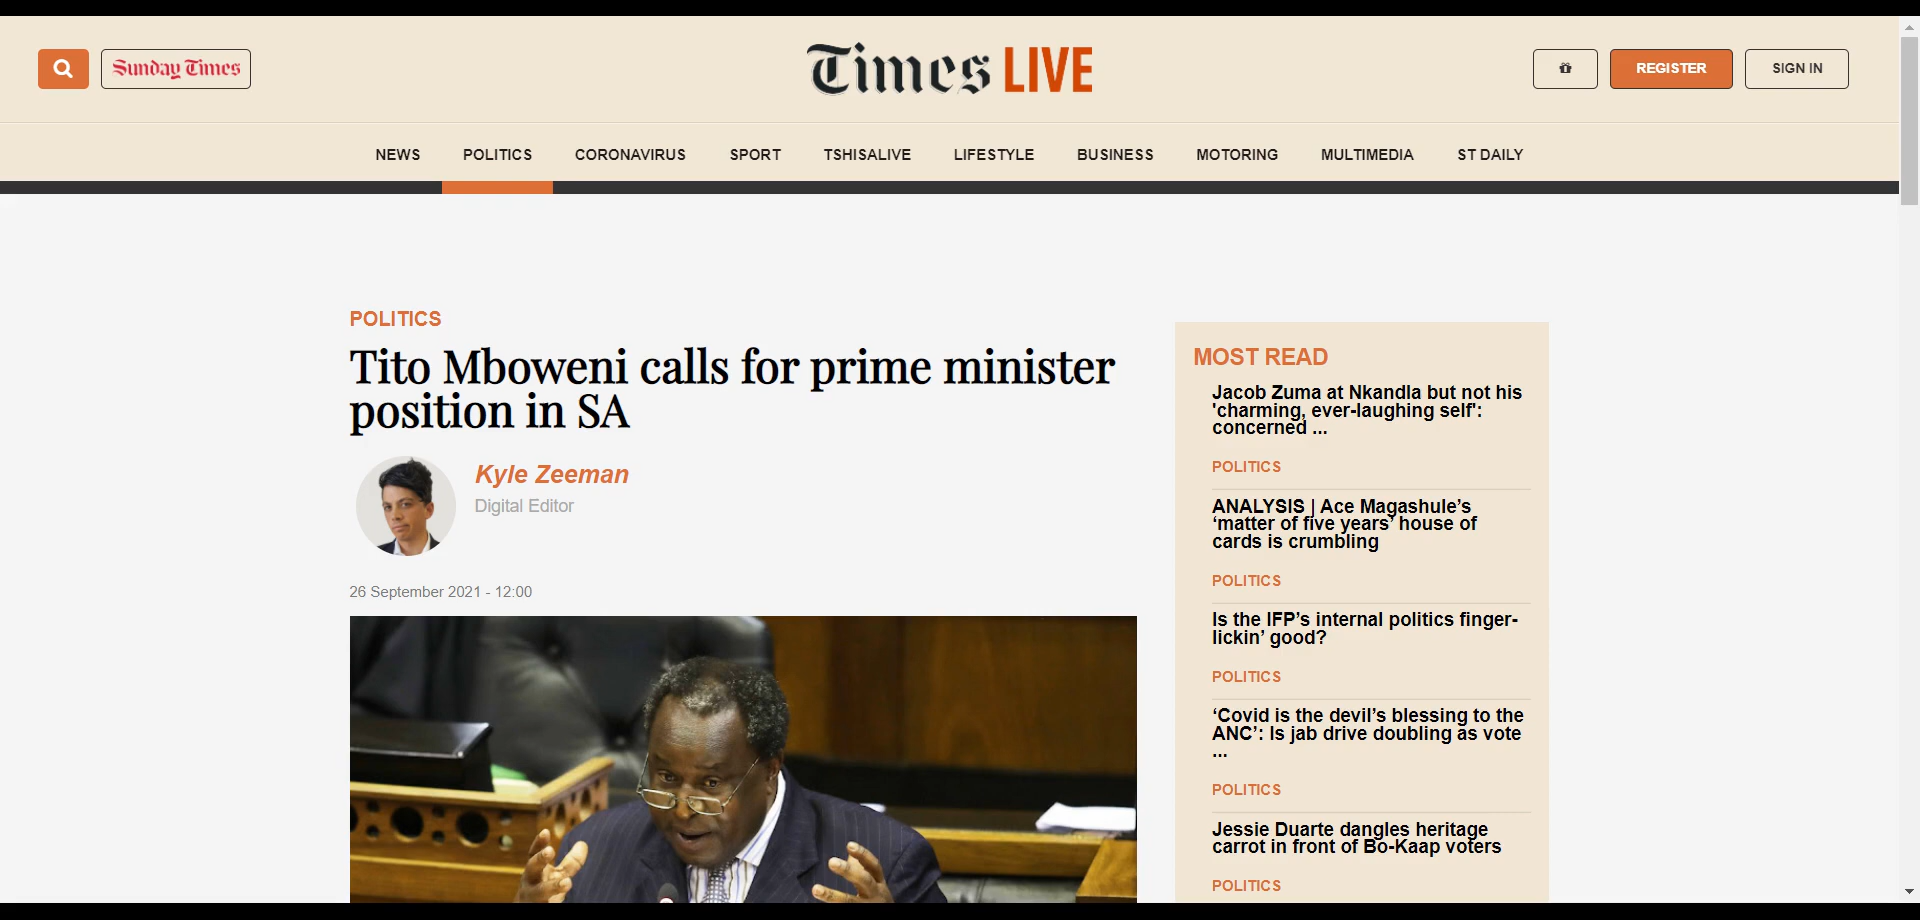 Sunday Times
Times LIVE
REGISTER
SIGN IN
NEWS
POLITICS
CORONAVIRUS
SPORT
TSHISALIVE
LIFESTYLE
BUSINESS
MOTORING
MULTIMEDIA
ST DAILY
POLITICS
Tito Mboweni calls for prime minister
position in SA
Kyle Zeeman
Digital Editor
26 September 2021 - 12:00
MOST READ
Jacob Zuma at Nkandla but not his
'charming, ever-laughing self':
concerned ...
POLITICS
ANALYSIS | Ace Magashule’s
‘matter of five years’ house of
cards is crumbling
POLITICS
Is the IFP’s internal politics finger-
lickin’ good?
POLITICS
‘Covid is the devil’s blessing to the
ANC’: Is jab drive doubling as vote
...
POLITICS
Jessie Duarte dangles heritage
carrot in front of Bo-Kaap voters
POLITICS